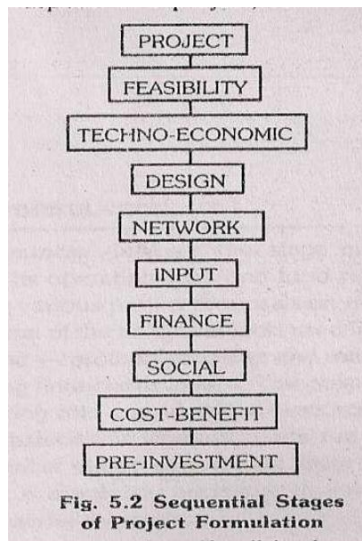 PROJECT
FEASIBILITY
TECHNO-ECONOMIC
DESIGN
NETWORK
INPUT
FINANCE
SOCIAL
COST-BENEFIT
PRE-INVESTMENT
Fig. 5.2 Sequential Stages
of Project Formulation